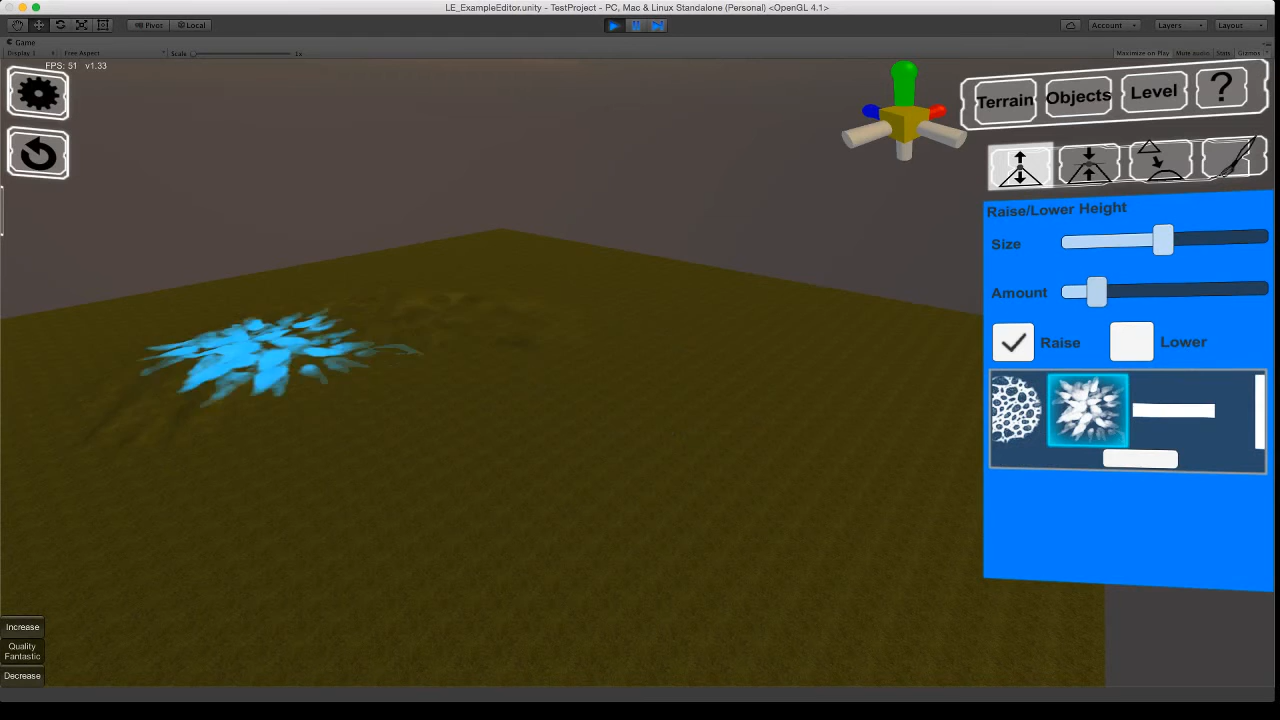 LE_ExampleEditor.unity - TestProject - PC, Mac & Linux Standalone (Personal) <OpenGL 4.1>
Pivot Local Account Layers Layout
Game
Display 1 Free Aspect Scale 1x Maximize on Play Mute audio Stats Gizmos
FPS: 51 v1.33
Terrain Objects Level ?
Raise/Lower Height
Size
Amount
Raise Lower
Increase
Quality
Fantastic
Decrease